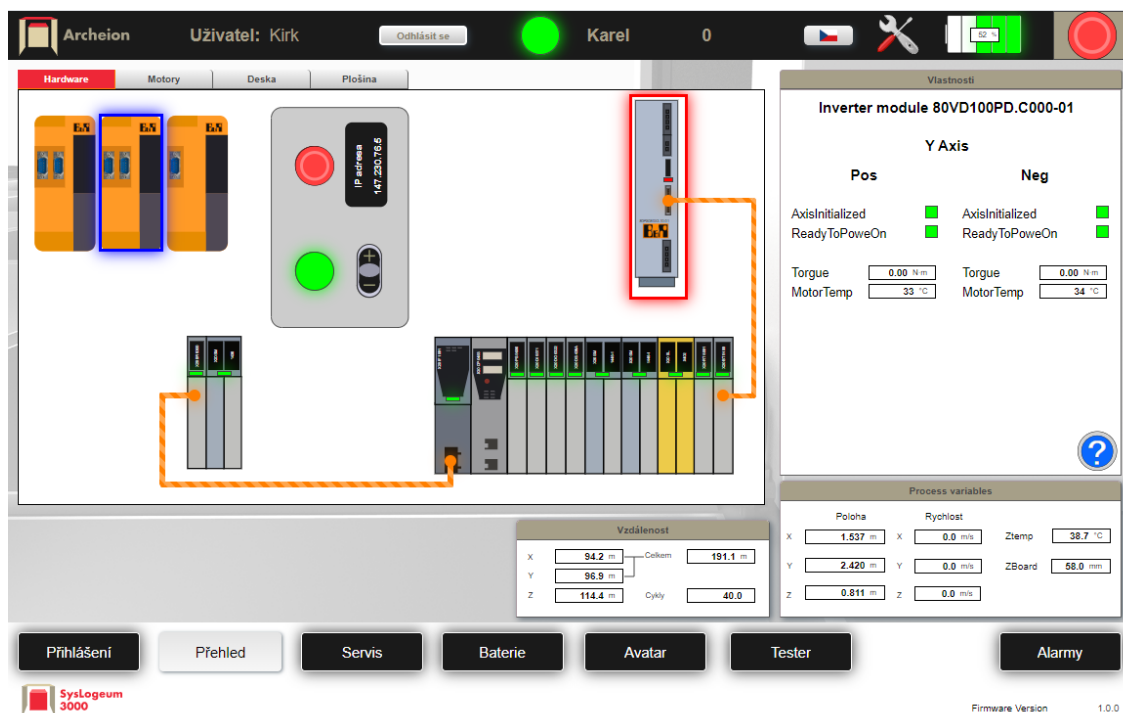 Archeion
Uživatel: Kirk
Odhlásit se
Karel
0
52 %
Hardware
Motory
Deska
Plošina
IP adresa
147.230.76.5
Vlastnosti
Inverter module 80VD100PD.C000-01
Y Axis
Pos
Neg
AxisInitialized
AxisInitialized
ReadyToPoweOn
ReadyToPoweOn
Torgue 0.00 N·m
Torgue 0.00 N·m
MotorTemp 33 °C
MotorTemp 34 °C
?
Vzdálenost
X 94.2 m Celkem 191.1 m
Y 96.9 m
Z 114.4 m Cykly 40.0
Process variables
Poloha Rychlost
X 1.537 m X 0.0 m/s Ztemp 38.7 °C
Y 2.420 m Y 0.0 m/s ZBoard 58.0 mm
Z 0.811 m Z 0.0 m/s
Přihlášení
Přehled
Servis
Baterie
Avatar
Tester
Alarmy
SysLogeum
3000
Firmware Version 1.0.0